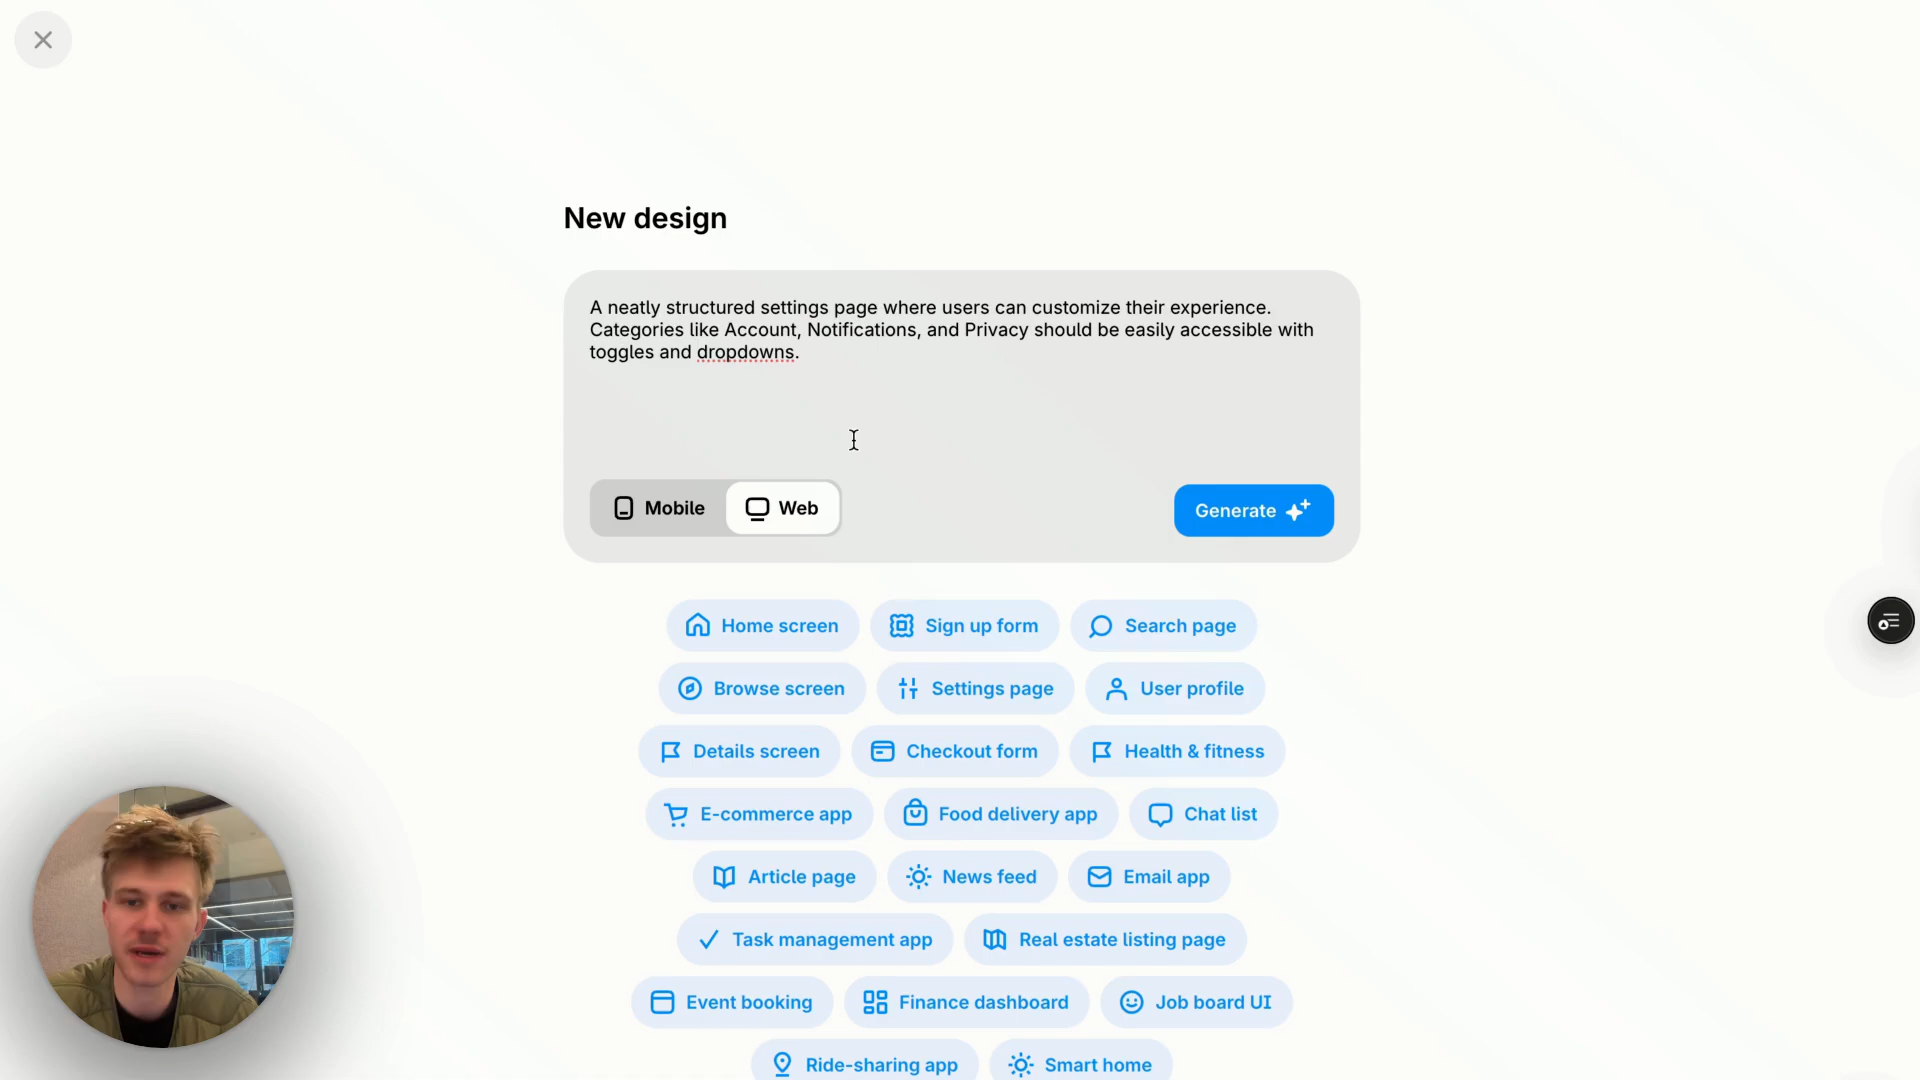 New design
A neatly structured settings page where users can customize their experience.
Categories like Account, Notifications, and Privacy should be easily accessible with
toggles and dropdowns.
Mobile Web Generate
Home screen Sign up form Search page
Browse screen Settings page User profile
Details screen Checkout form Health & fitness
E-commerce app Food delivery app Chat list
Article page News feed Email app
Task management app Real estate listing page
Event booking Finance dashboard Job board UI
Ride-sharing app Smart home